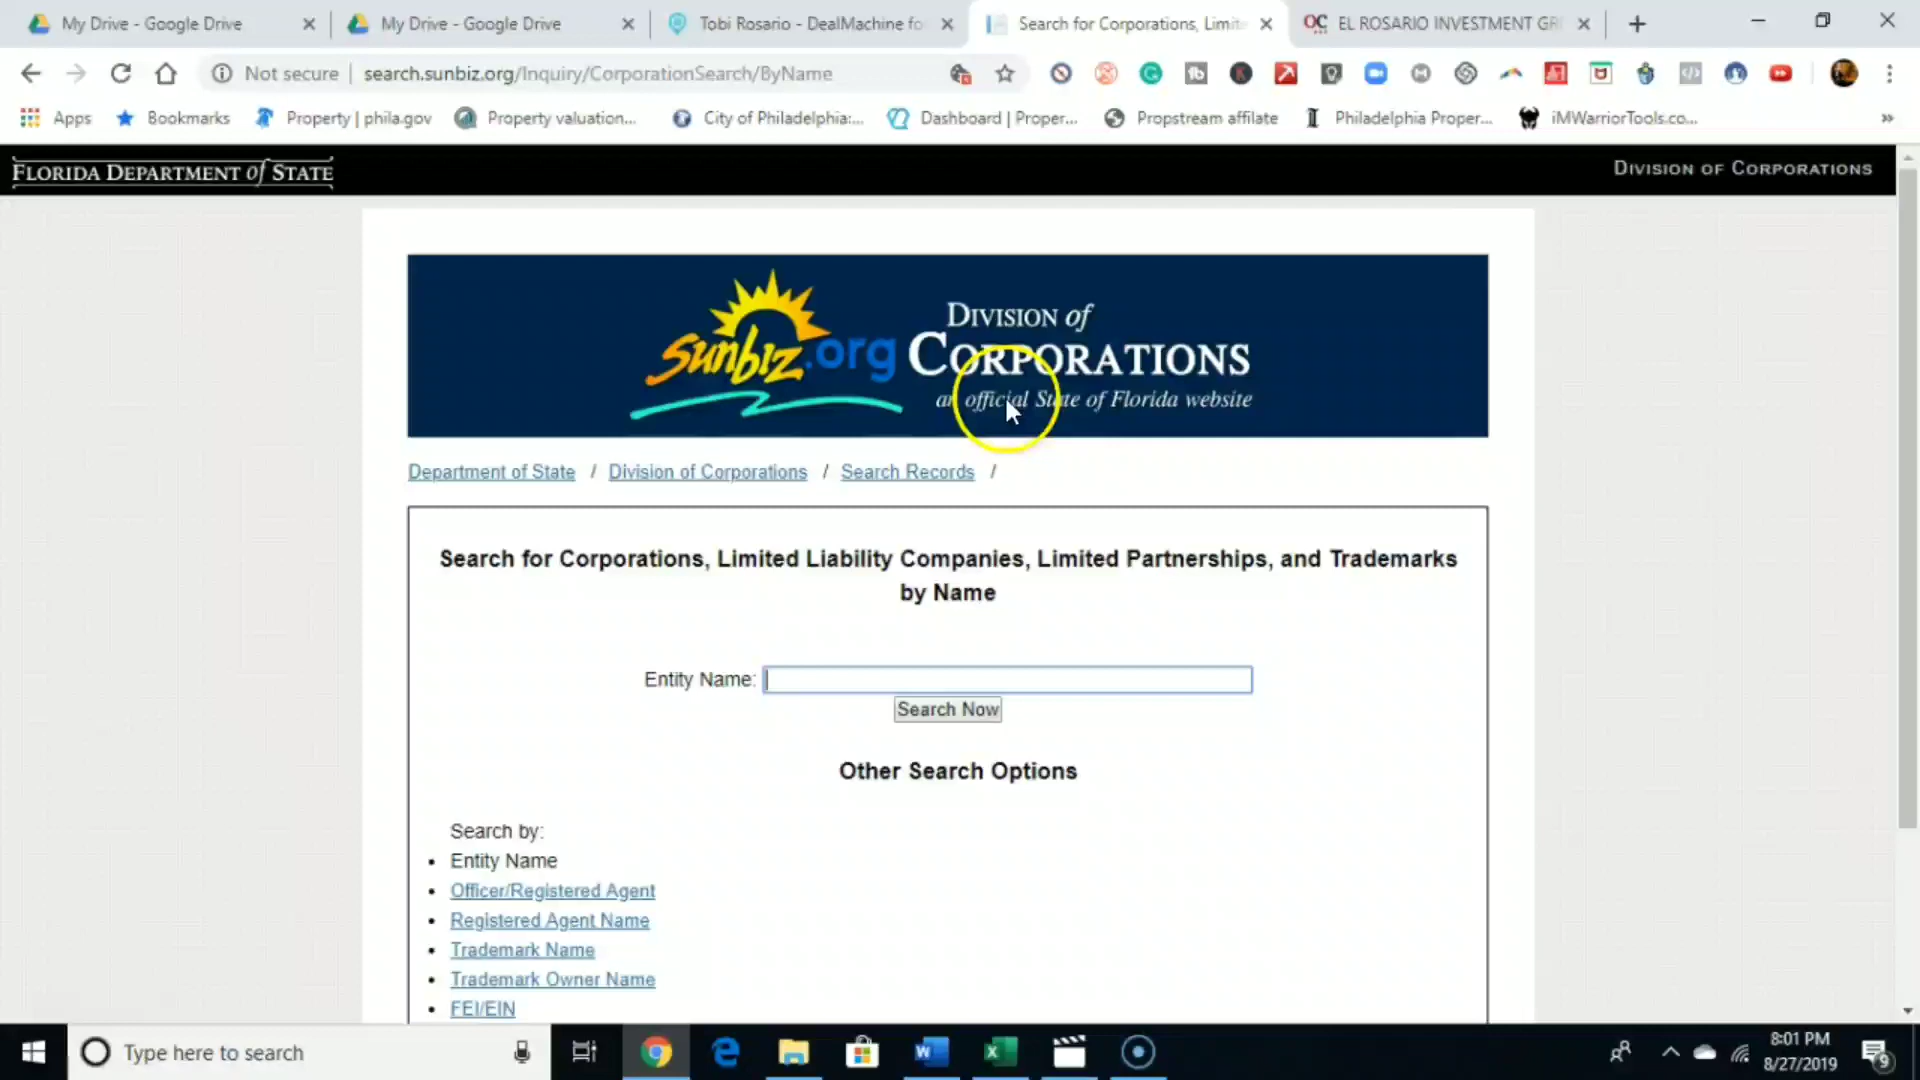 My Drive - Google Drive
My Drive - Google Drive
Tobi Rosario - DealMachine fo
Search for Corporations, Limite
OC EL ROSARIO INVESTMENT GR
Not secure
search.sunbiz.org/Inquiry/CorporationSearch/ByName
Apps
Bookmarks
Property | phila.gov
Property valuation...
City of Philadelphia:...
Dashboard | Proper...
Propstream affilate
Philadelphia Proper...
iMWarriorTools.co...
»
FLORIDA DEPARTMENT of STATE
DIVISION OF CORPORATIONS
Sunbiz.org
DIVISION of
CORPORATIONS
an official State of Florida website
Department of State / Division of Corporations / Search Records /
Search for Corporations, Limited Liability Companies, Limited Partnerships, and Trademarks
by Name
Entity Name:
Search Now
Other Search Options
Search by:
• Entity Name
• Officer/Registered Agent
• Registered Agent Name
• Trademark Name
• Trademark Owner Name
• FEI/EIN
Type here to search
8:01 PM
8/27/2019
9